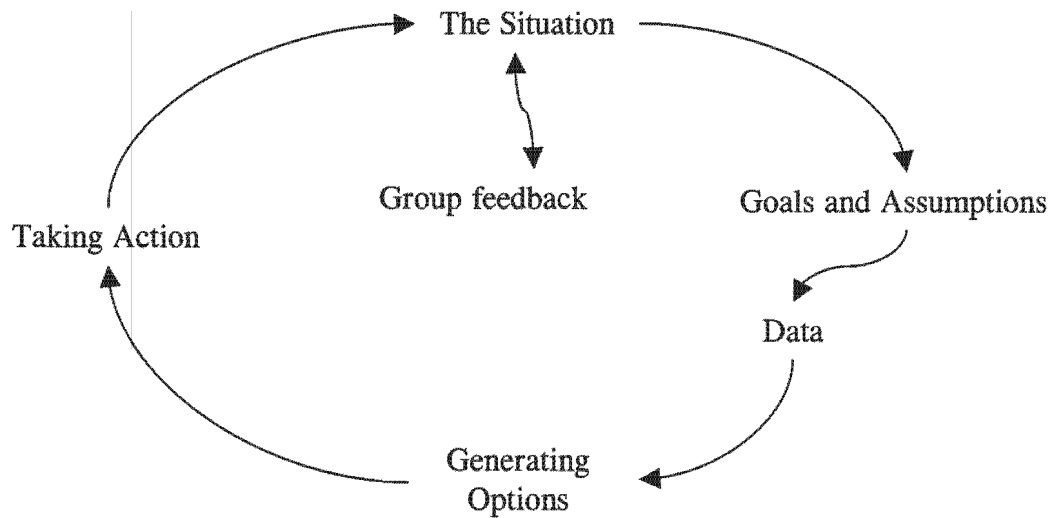 The Situation
Group feedback
Goals and Assumptions
Taking Action
Data
Generating
Options